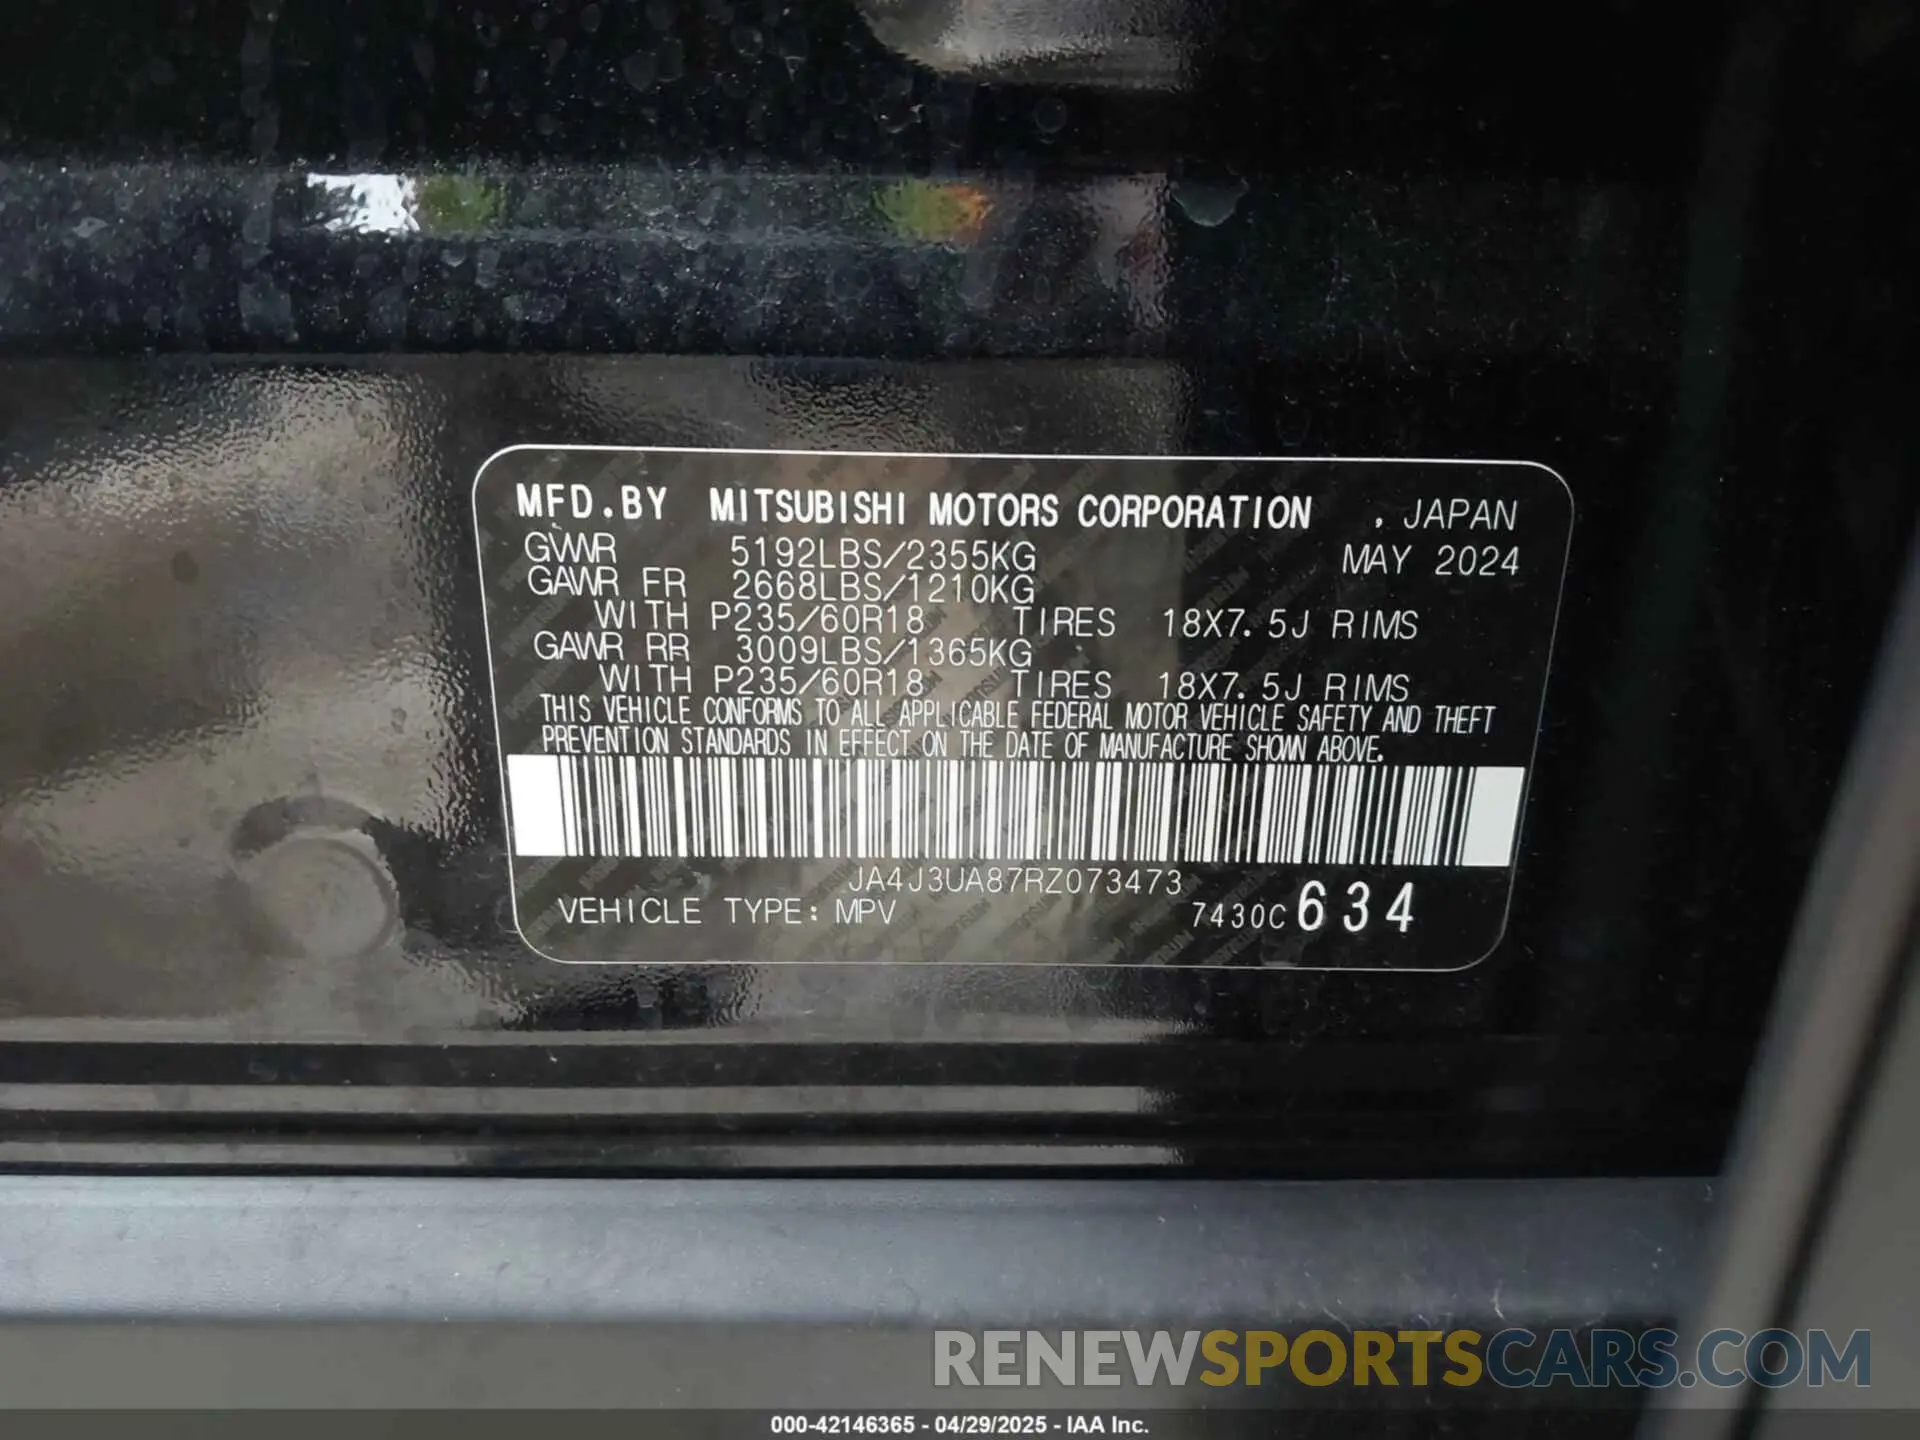 MFD.BY MITSUBISHI MOTORS CORPORATION , JAPAN
GVWR 5192LBS/2355KG MAY 2024
GAWR FR 2668LBS/1210KG
WITH P235/60R18 TIRES 18X7.5J RIMS
GAWR RR 3009LBS/1365KG
WITH P235/60R18 TIRES 18X7.5J RIMS
THIS VEHICLE CONFORMS TO ALL APPLICABLE FEDERAL MOTOR VEHICLE SAFETY AND THEFT
PREVENTION STANDARDS IN EFFECT ON THE DATE OF MANUFACTURE SHOWN ABOVE.
JA4J3UA87RZ073473
VEHICLE TYPE: MPV 7430C 634
RENEWSPORTSCARS.COM
000-42146365 - 04/29/2025 - IAA Inc.